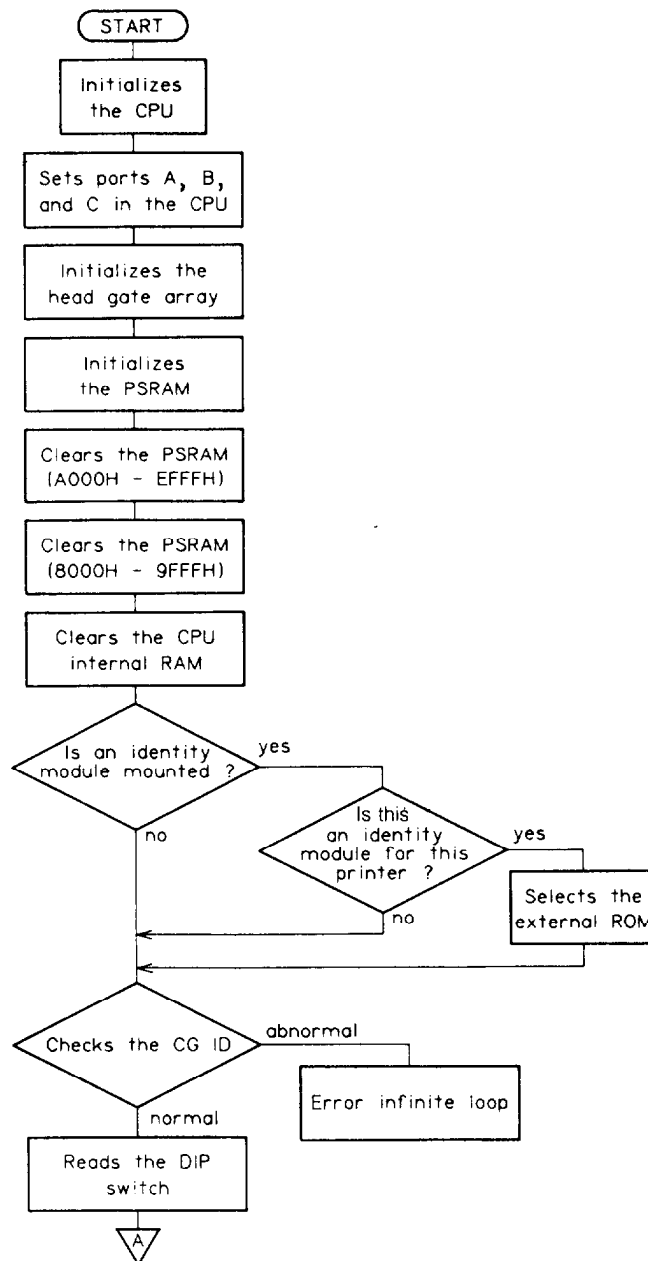 START
Initializes
the CPU
Sets ports A, B,
and C in the CPU
Initializes the
head gate array
Initializes
the PSRAM
Clears the PSRAM
(A000H - EFFFH)
Clears the PSRAM
(8000H - 9FFFH)
Clears the CPU
internal RAM
Is an identity
module mounted ?
yes
no
Is this
an identity
module for this
printer ?
yes
no
Selects the
external ROM
Checks the CG ID
abnormal
Error infinite loop
normal
Reads the DIP
switch
A